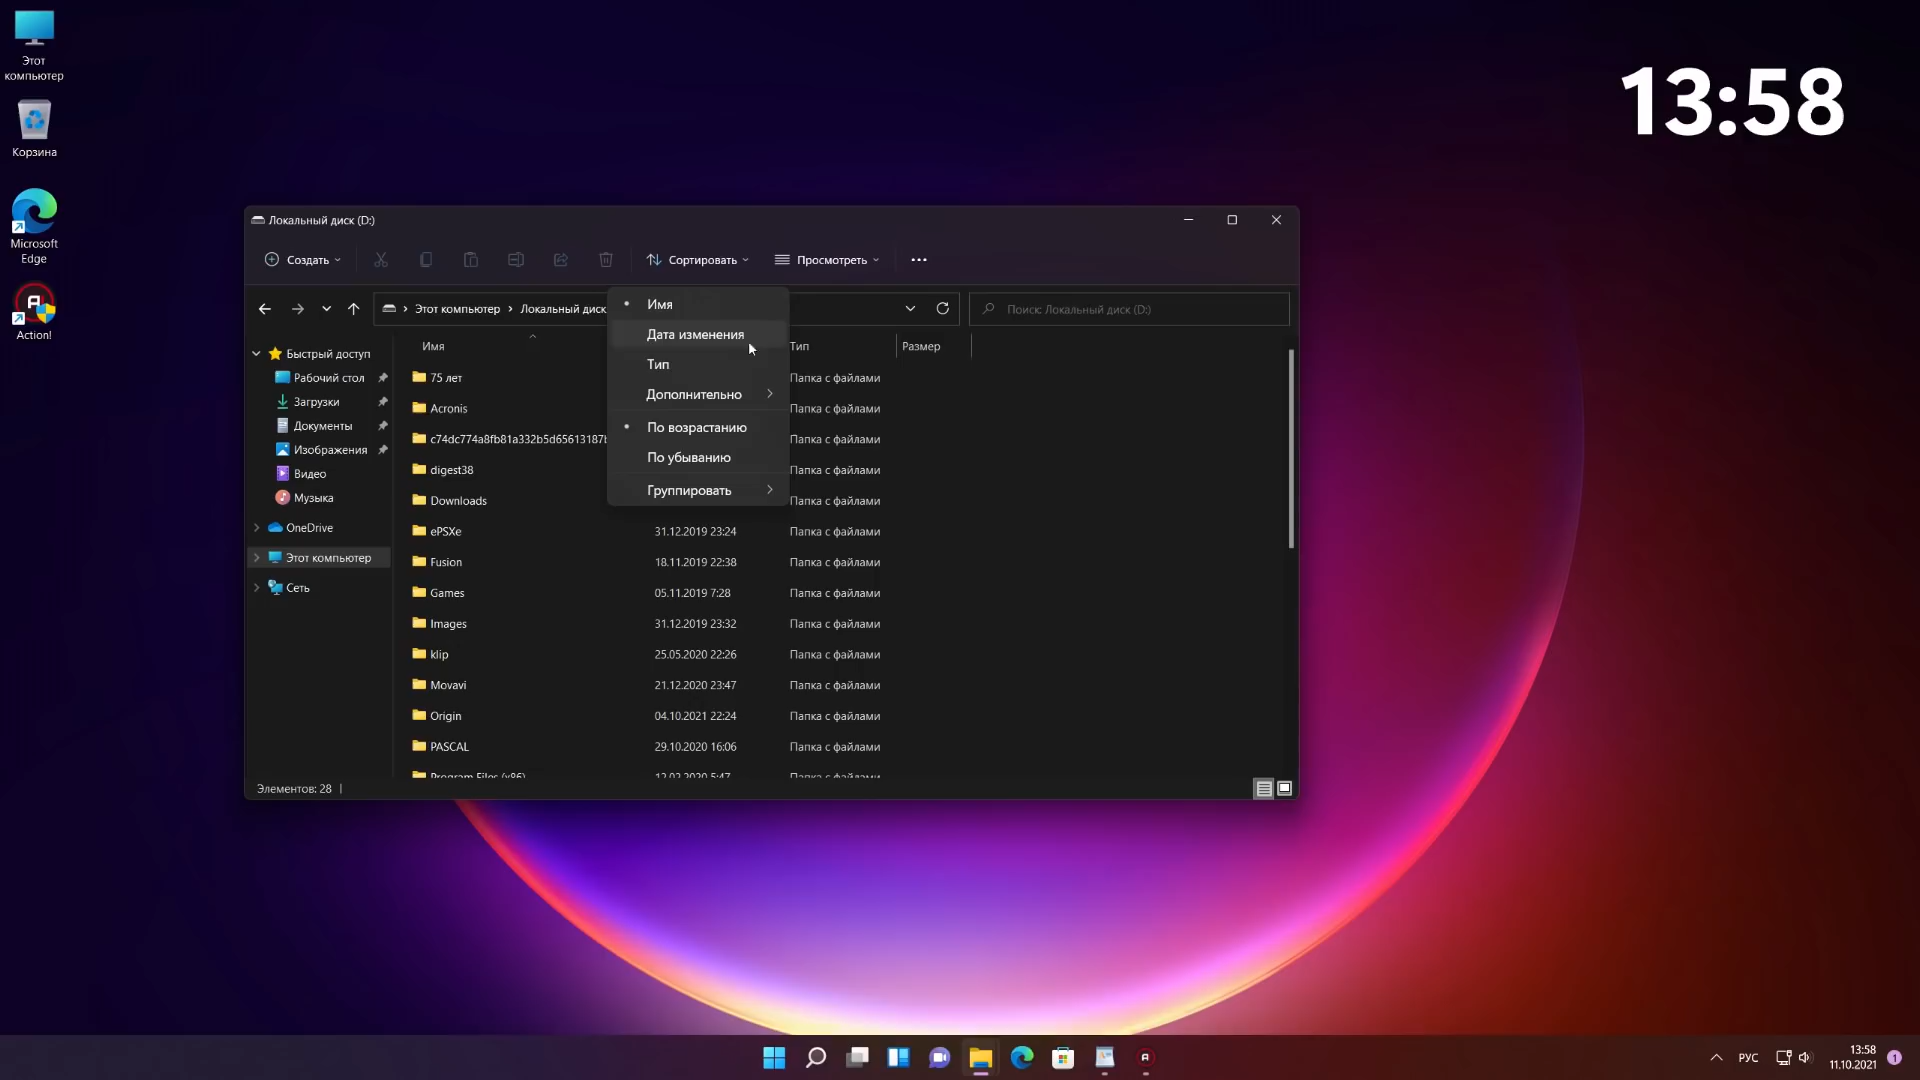 Этот
компьютер
Корзина
Microsoft
Edge
Action!
13:58
Локальный диск (D:)
Создать
Сортировать
Просмотреть
Этот компьютер
Локальный диск
Поиск: Локальный диск (D:)
Имя
Дата изменения
Тип
Дополнительно
По возрастанию
По убыванию
Группировать
Быстрый доступ
Рабочий стол
Загрузки
Документы
Изображения
Видео
Музыка
OneDrive
Этот компьютер
Сеть
Имя Тип Размер
75 лет Папка с файлами
Acronis Папка с файлами
c74dc774a8fb81a332b5d65613187b Папка с файлами
digest38 Папка с файлами
Downloads Папка с файлами
ePSXe 31.12.2019 23:24 Папка с файлами
Fusion 18.11.2019 22:38 Папка с файлами
Games 05.11.2019 7:28 Папка с файлами
Images 31.12.2019 23:32 Папка с файлами
klip 25.05.2020 22:26 Папка с файлами
Movavi 21.12.2020 23:47 Папка с файлами
Origin 04.10.2021 22:24 Папка с файлами
PASCAL 29.10.2020 16:06 Папка с файлами
Program Files (x86) 12.02.2020 5:47 Папка с файлами
Элементов: 28
РУС
13:58
11.10.2021
1